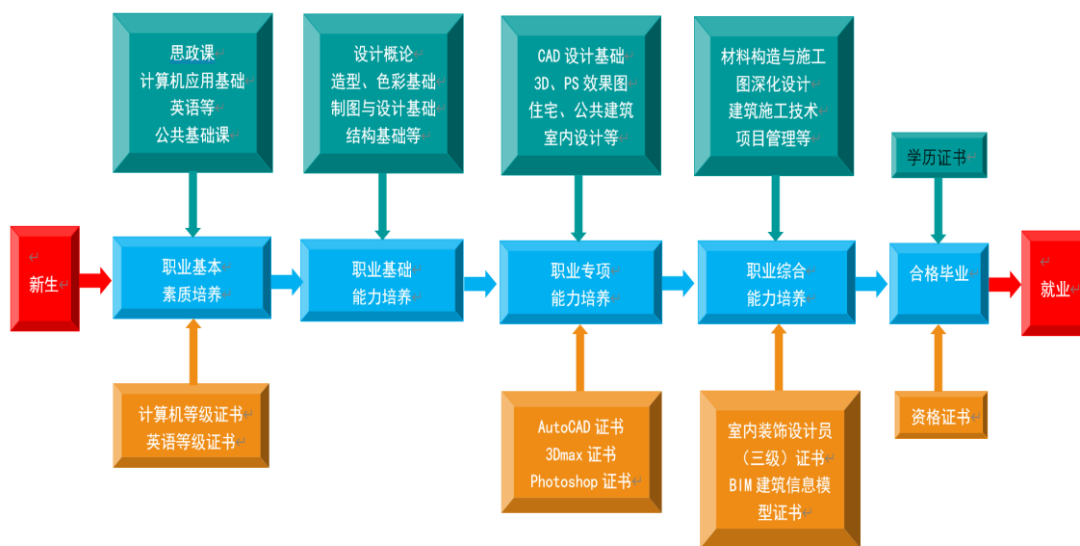 思政课
计算机应用基础
英语等
公共基础课
设计概论
造型、色彩基础
制图与设计基础
结构基础等
CAD 设计基础
3D、PS 效果图
住宅、公共建筑
室内设计等
材料构造与施工
图深化设计
建筑施工技术
项目管理等
学历证书
新生
职业基本
素质培养
职业基础
能力培养
职业专项
能力培养
职业综合
能力培养
合格毕业
就业
计算机等级证书
英语等级证书
AutoCAD 证书
3Dmax 证书
Photoshop 证书
室内装饰设计员
（三级）证书
BIM 建筑信息模
型证书
资格证书